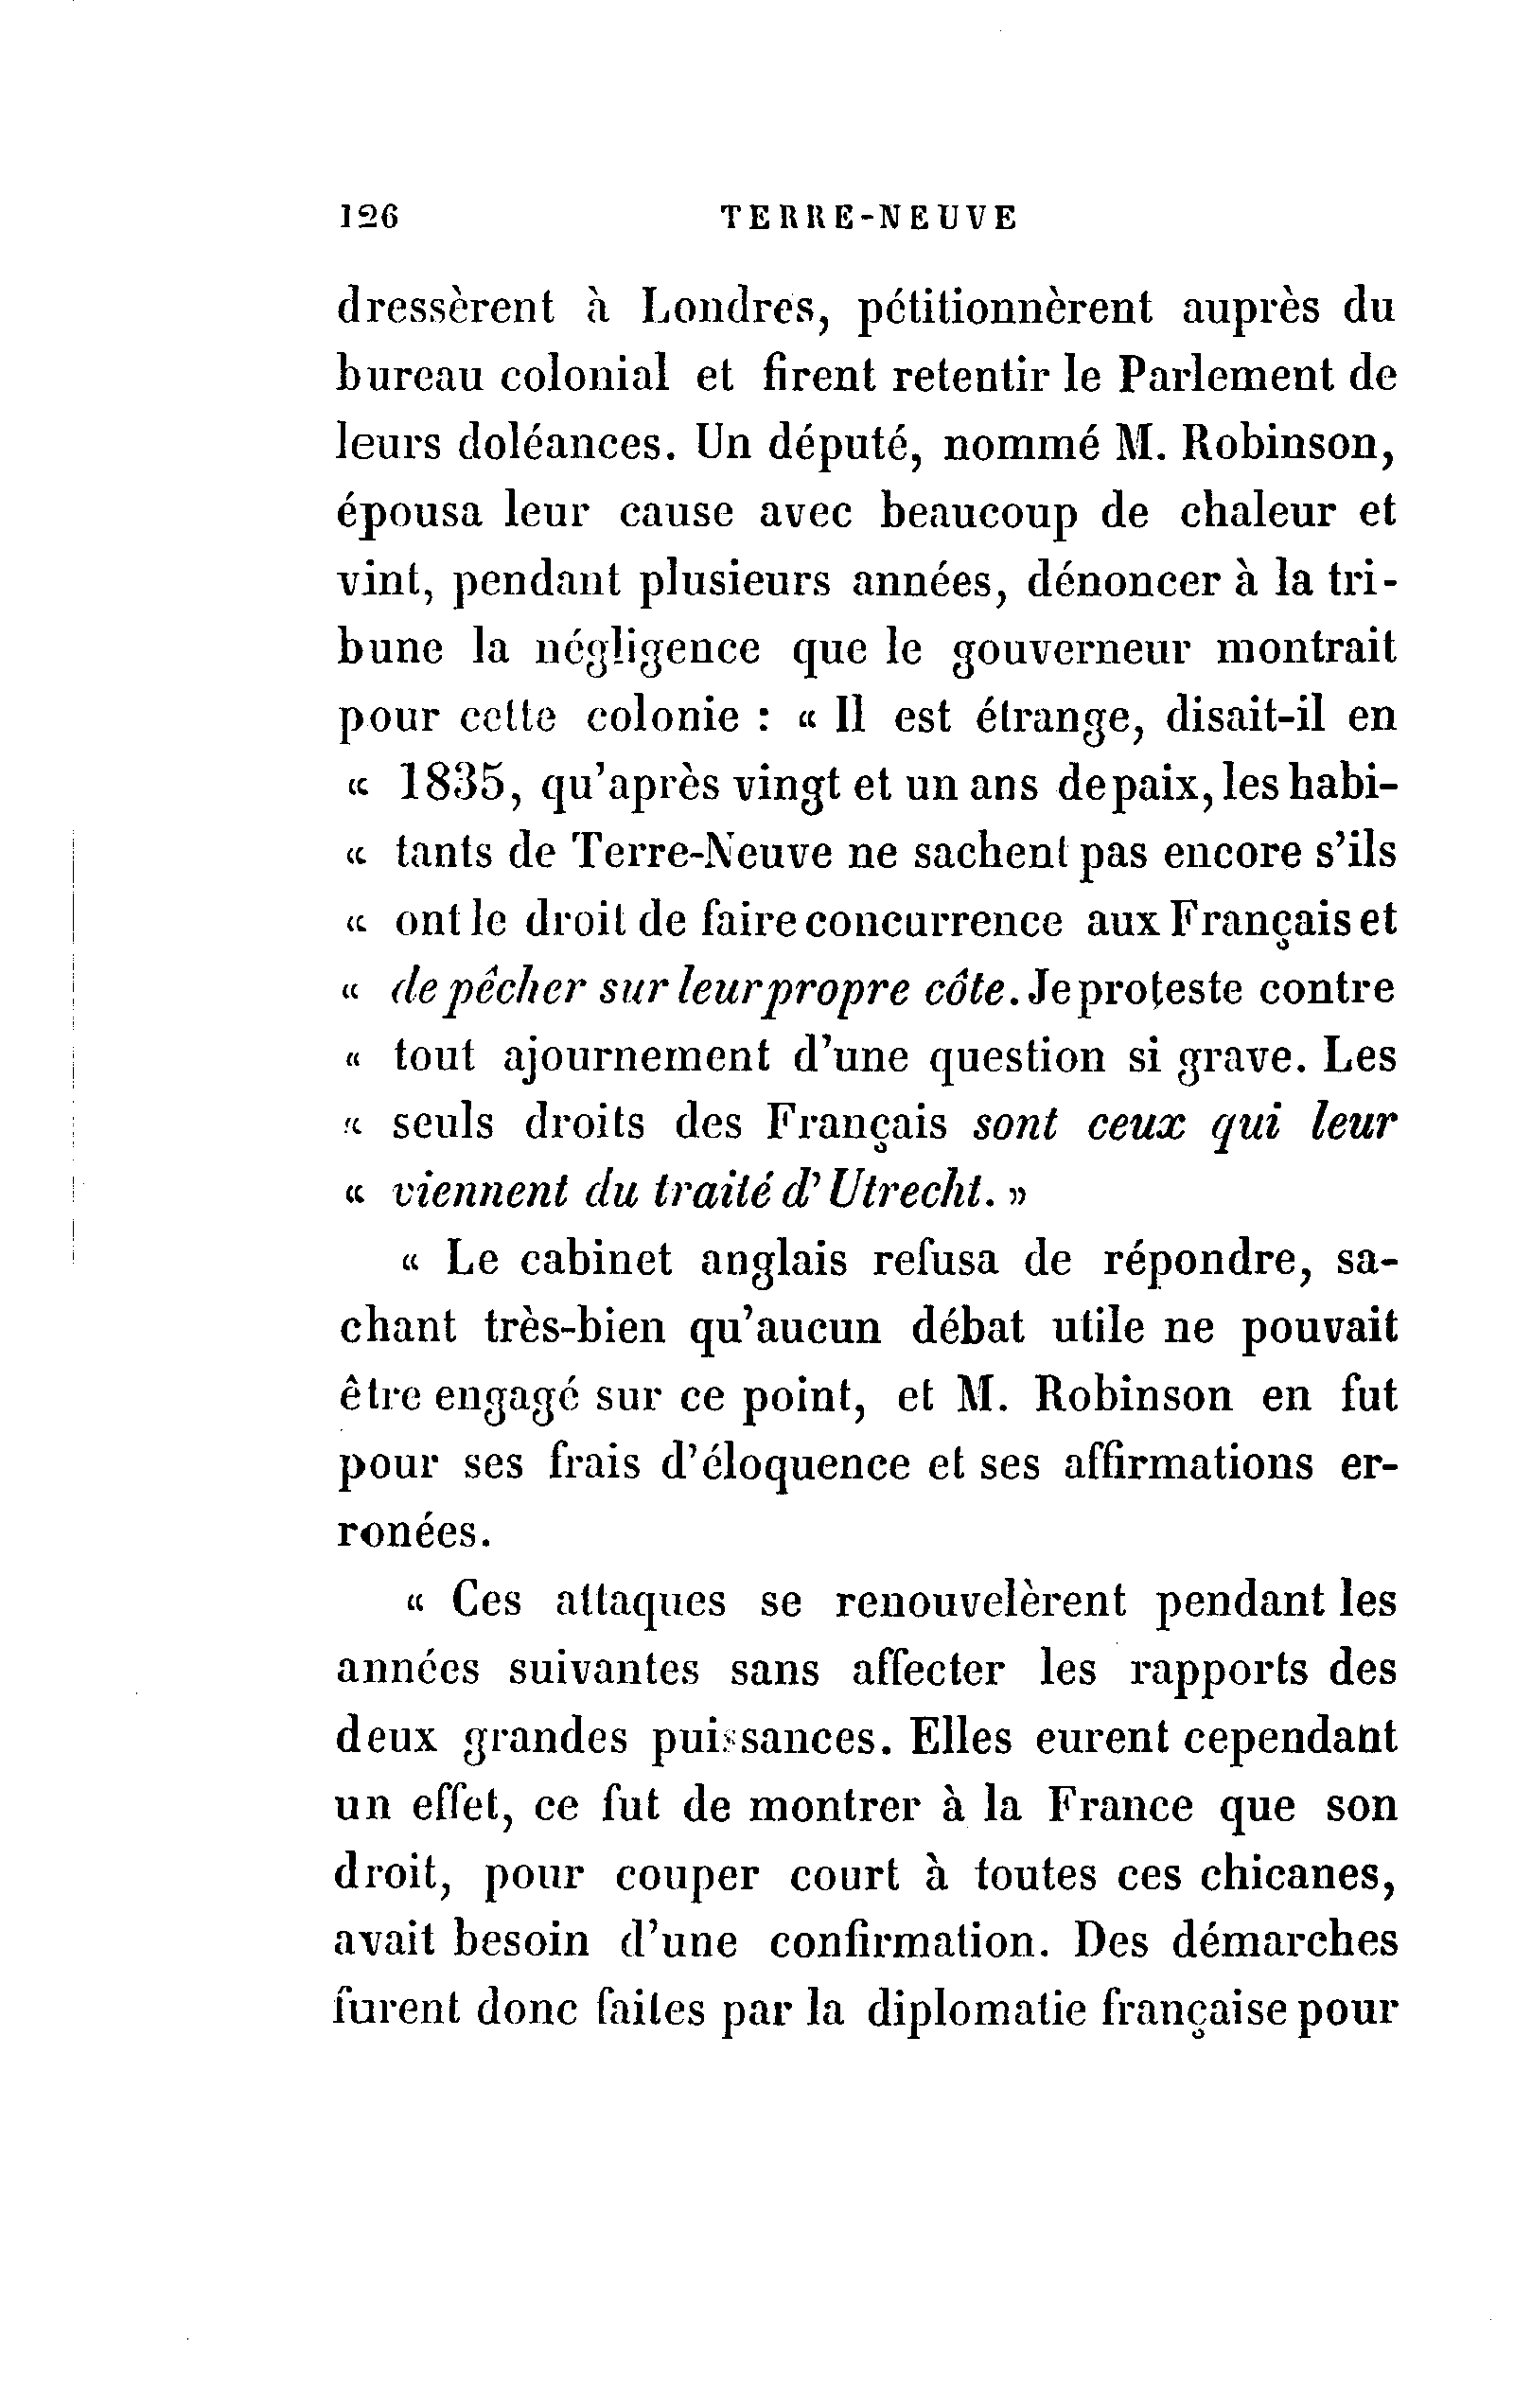 126 TERRE-NEUVE
dressèrent à Londres, pétitionnèrent auprès du
bureau colonial et firent retentir le Parlement de
leurs doléances. Un député, nommé M. Robinson,
épousa leur cause avec beaucoup de chaleur et
vint, pendant plusieurs années, dénoncer à la tri-
bune la négligence que le gouverneur montrait
pour cette colonie : « Il est étrange, disait-il en
« 1835, qu'après vingt et un ans de paix, les habi-
« tants de Terre-Neuve ne sachent pas encore s'ils
« ont le droit de faire concurrence aux Français et
« de pêcher sur leur propre côte. Je proteste contre
« tout ajournement d'une question si grave. Les
« seuls droits des Français sont ceux qui leur
« viennent du traité d'Utrecht. »
« Le cabinet anglais refusa de répondre, sa-
chant très-bien qu'aucun débat utile ne pouvait
être engagé sur ce point, et M. Robinson en fut
pour ses frais d'éloquence et ses affirmations er-
ronées.
« Ces attaques se renouvelèrent pendant les
années suivantes sans affecter les rapports des
deux grandes puissances. Elles eurent cependant
un effet, ce fut de montrer à la France que son
droit, pour couper court à toutes ces chicanes,
avait besoin d'une confirmation. Des démarches
furent donc faites par la diplomatie française pour